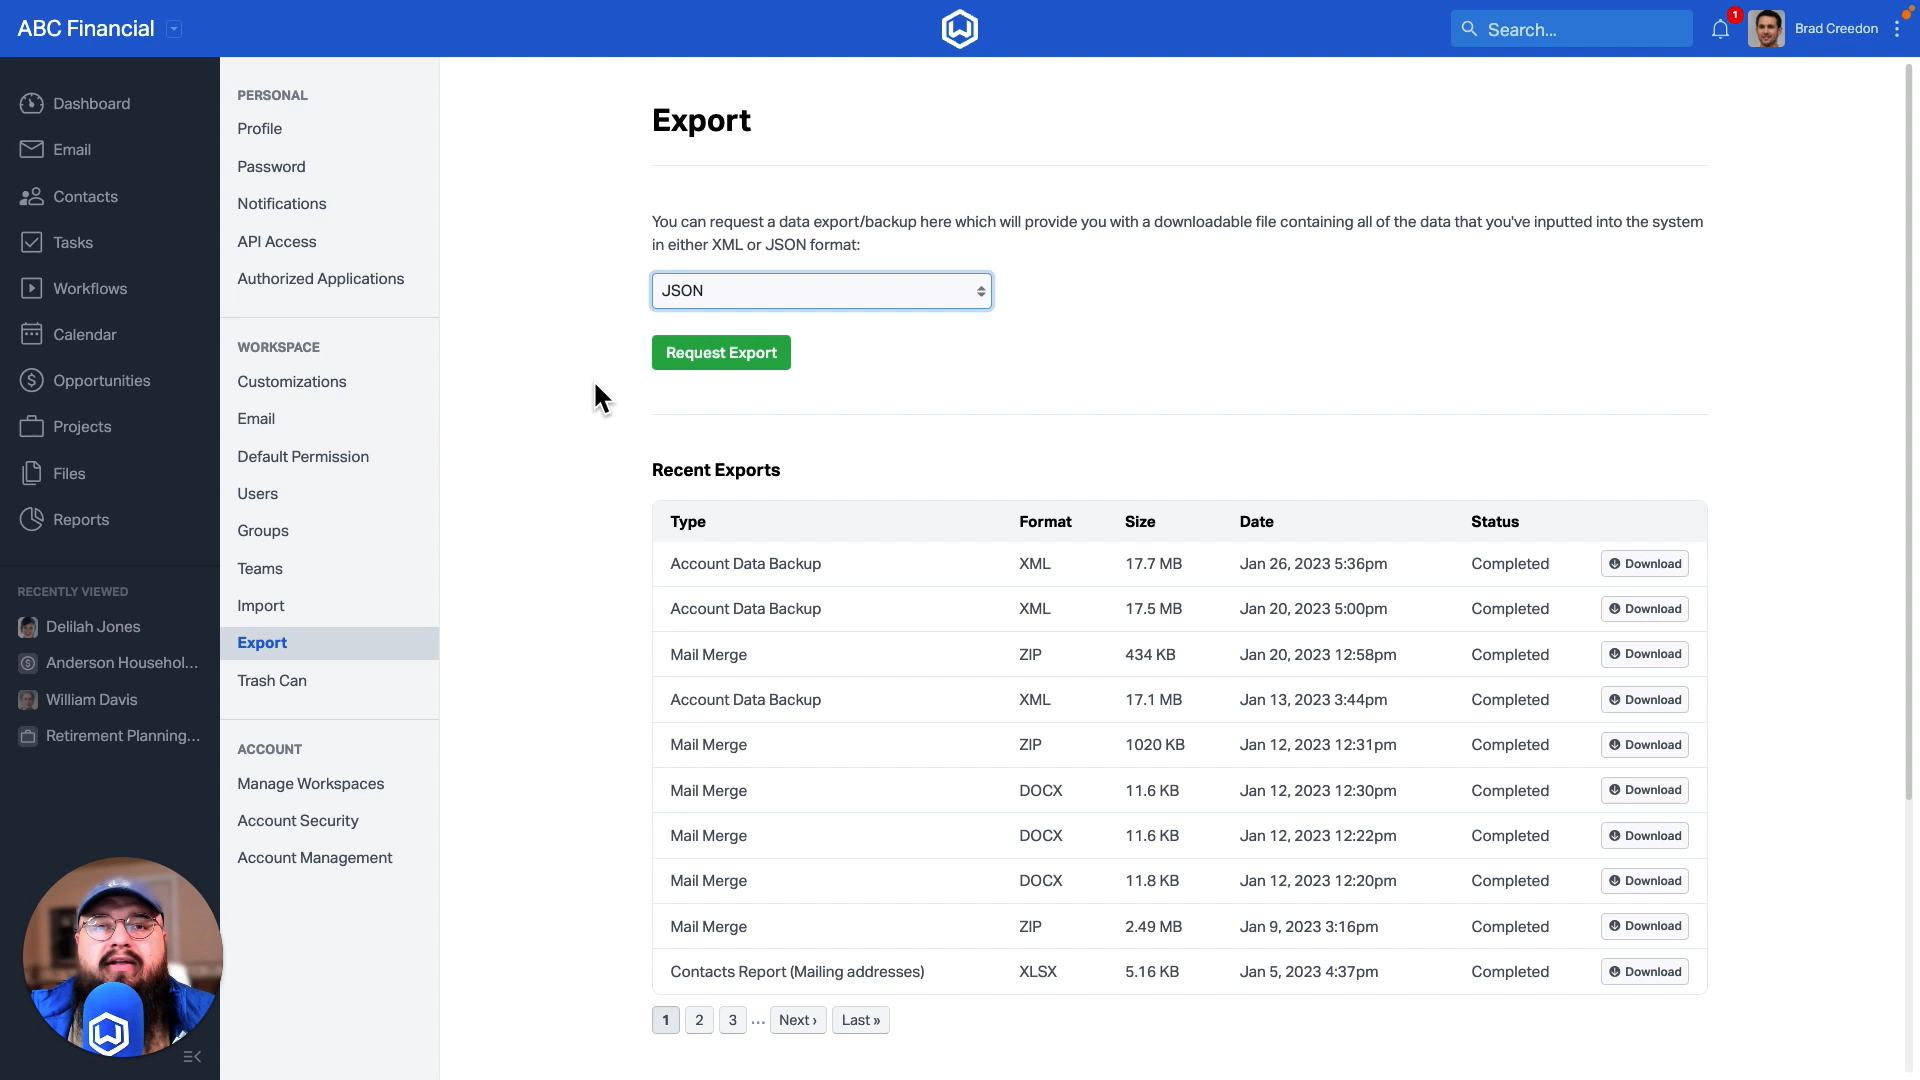 ABC Financial
Search...
1
Brad Creedon
Dashboard
Email
Contacts
Tasks
Workflows
Calendar
Opportunities
Projects
Files
Reports
RECENTLY VIEWED
Delilah Jones
Anderson Househol...
William Davis
Retirement Planning...
PERSONAL
Profile
Password
Notifications
API Access
Authorized Applications
WORKSPACE
Customizations
Email
Default Permission
Users
Groups
Teams
Import
Export
Trash Can
ACCOUNT
Manage Workspaces
Account Security
Account Management
Export
You can request a data export/backup here which will provide you with a downloadable file containing all of the data that you've inputted into the system
in either XML or JSON format:
JSON
Request Export
Recent Exports
Type Format Size Date Status
Account Data Backup XML 17.7 MB Jan 26, 2023 5:36pm Completed Download
Account Data Backup XML 17.5 MB Jan 20, 2023 5:00pm Completed Download
Mail Merge ZIP 434 KB Jan 20, 2023 12:58pm Completed Download
Account Data Backup XML 17.1 MB Jan 13, 2023 3:44pm Completed Download
Mail Merge ZIP 1020 KB Jan 12, 2023 12:31pm Completed Download
Mail Merge DOCX 11.6 KB Jan 12, 2023 12:30pm Completed Download
Mail Merge DOCX 11.6 KB Jan 12, 2023 12:22pm Completed Download
Mail Merge DOCX 11.8 KB Jan 12, 2023 12:20pm Completed Download
Mail Merge ZIP 2.49 MB Jan 9, 2023 3:16pm Completed Download
Contacts Report (Mailing addresses) XLSX 5.16 KB Jan 5, 2023 4:37pm Completed Download
1 2 3 ... Next › Last »